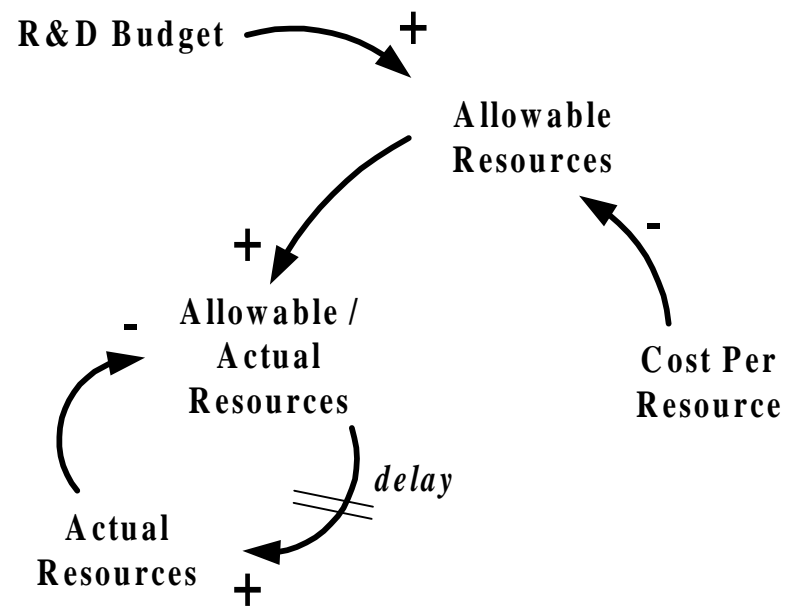 R&D Budget
+
Allowable
Resources
-
+
Allowable /
Actual
Resources
-
Cost Per
Resource
delay
Actual
Resources
+